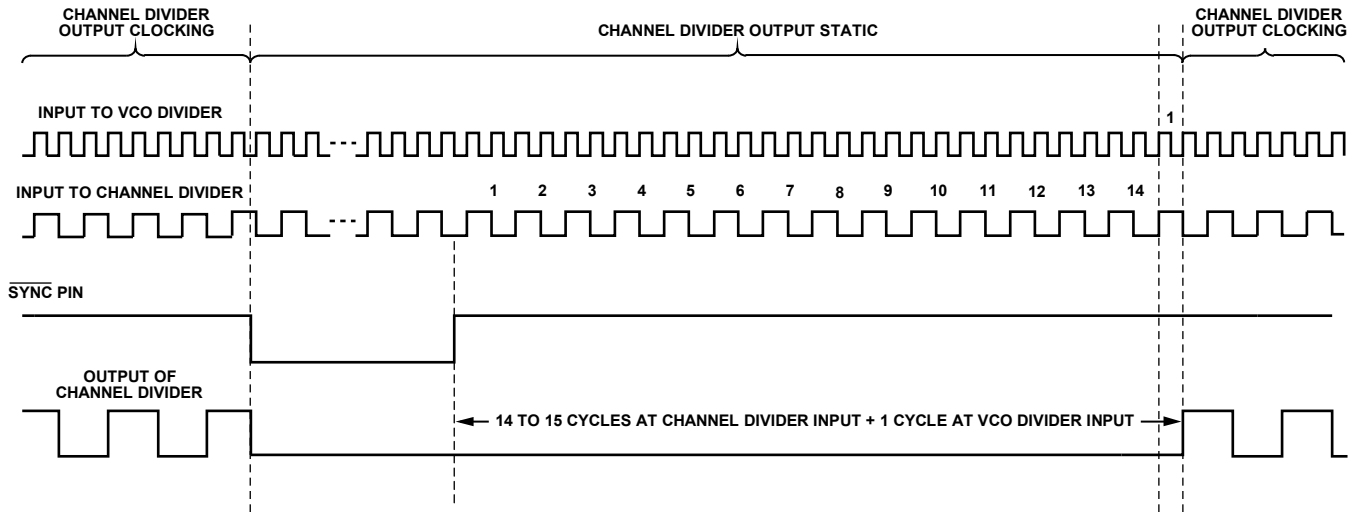 CHANNEL DIVIDER
OUTPUT CLOCKING
CHANNEL DIVIDER OUTPUT STATIC
CHANNEL DIVIDER
OUTPUT CLOCKING
INPUT TO VCO DIVIDER
1
INPUT TO CHANNEL DIVIDER
1 2 3 4 5 6 7 8 9 10 11 12 13 14
SYNC PIN
OUTPUT OF
CHANNEL DIVIDER
14 TO 15 CYCLES AT CHANNEL DIVIDER INPUT + 1 CYCLE AT VCO DIVIDER INPUT